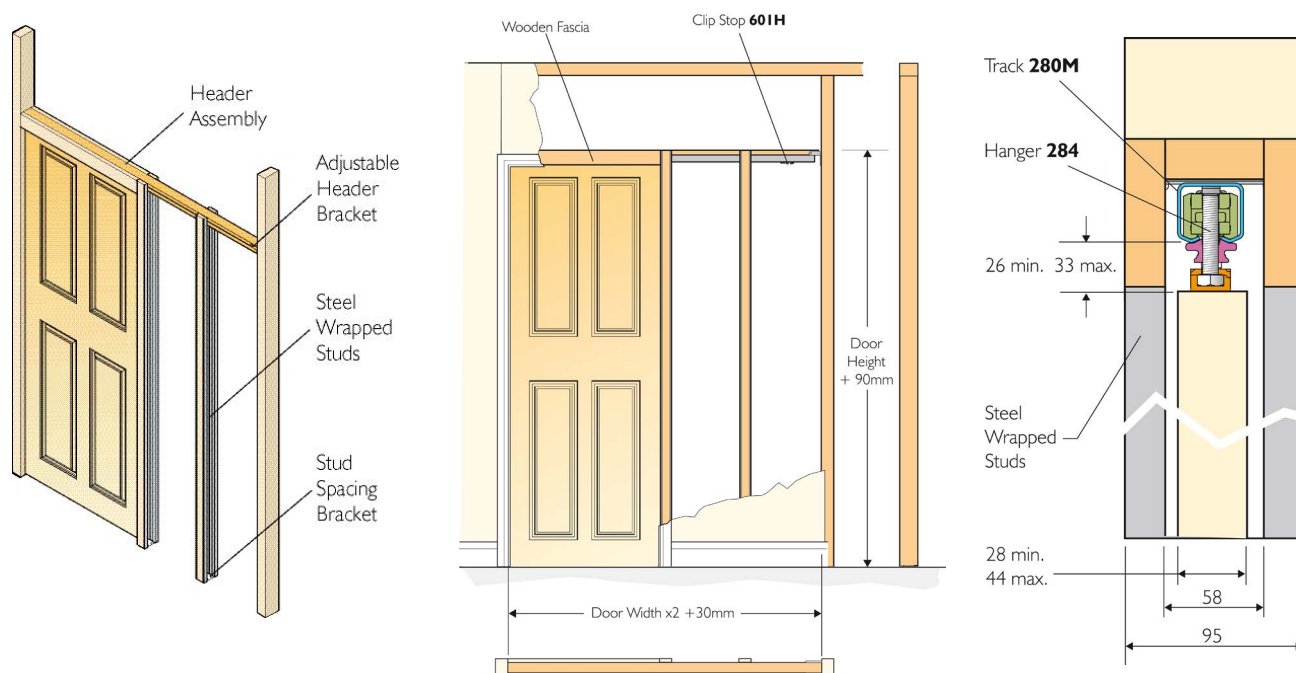 Header
Assembly
Adjustable
Header
Bracket
Steel
Wrapped
Studs
Stud
Spacing
Bracket
Wooden Fascia
Clip Stop 601H
Door
Height
+ 90mm
Door Width x2 +30mm
Track 280M
Hanger 284
26 min. 33 max.
Steel
Wrapped
Studs
28 min.
44 max.
58
95